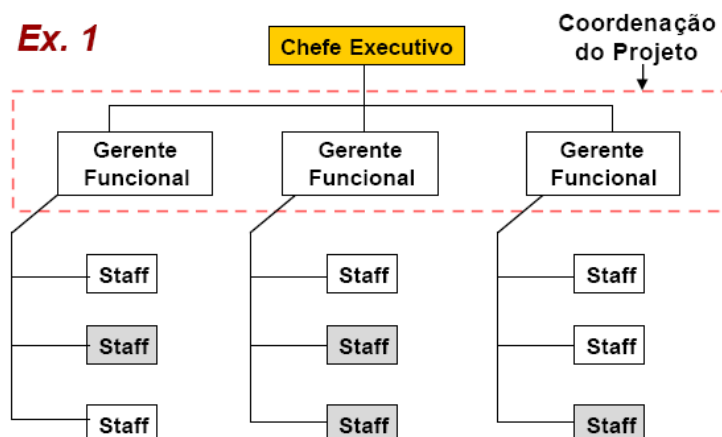 Ex. 1
Chefe Executivo
Coordenação
do Projeto
Gerente
Funcional
Gerente
Funcional
Gerente
Funcional
Staff
Staff
Staff
Staff
Staff
Staff
Staff
Staff
Staff